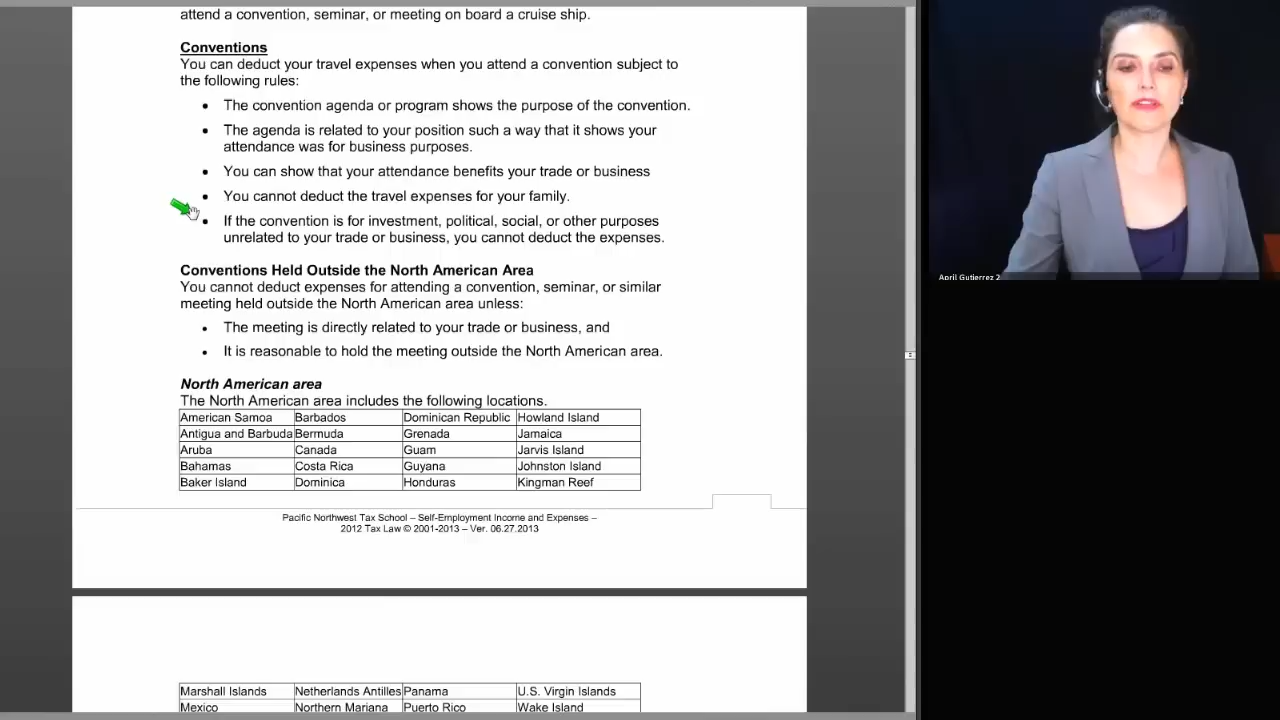 attend a convention, seminar, or meeting on board a cruise ship.
Conventions
You can deduct your travel expenses when you attend a convention subject to
the following rules:
• The convention agenda or program shows the purpose of the convention.
• The agenda is related to your position such a way that it shows your
attendance was for business purposes.
• You can show that your attendance benefits your trade or business
• You cannot deduct the travel expenses for your family.
• If the convention is for investment, political, social, or other purposes
unrelated to your trade or business, you cannot deduct the expenses.
Conventions Held Outside the North American Area
You cannot deduct expenses for attending a convention, seminar, or similar
meeting held outside the North American area unless:
• The meeting is directly related to your trade or business, and
• It is reasonable to hold the meeting outside the North American area.
North American area
The North American area includes the following locations.
American Samoa Barbados Dominican Republic Howland Island
Antigua and Barbuda Bermuda Grenada Jamaica
Aruba Canada Guam Jarvis Island
Bahamas Costa Rica Guyana Johnston Island
Baker Island Dominica Honduras Kingman Reef
Pacific Northwest Tax School – Self-Employment Income and Expenses –
2012 Tax Law © 2001-2013 – Ver. 06.27.2013
Marshall Islands Netherlands Antilles Panama U.S. Virgin Islands
Mexico Northern Mariana Puerto Rico Wake Island
April Gutierrez 2